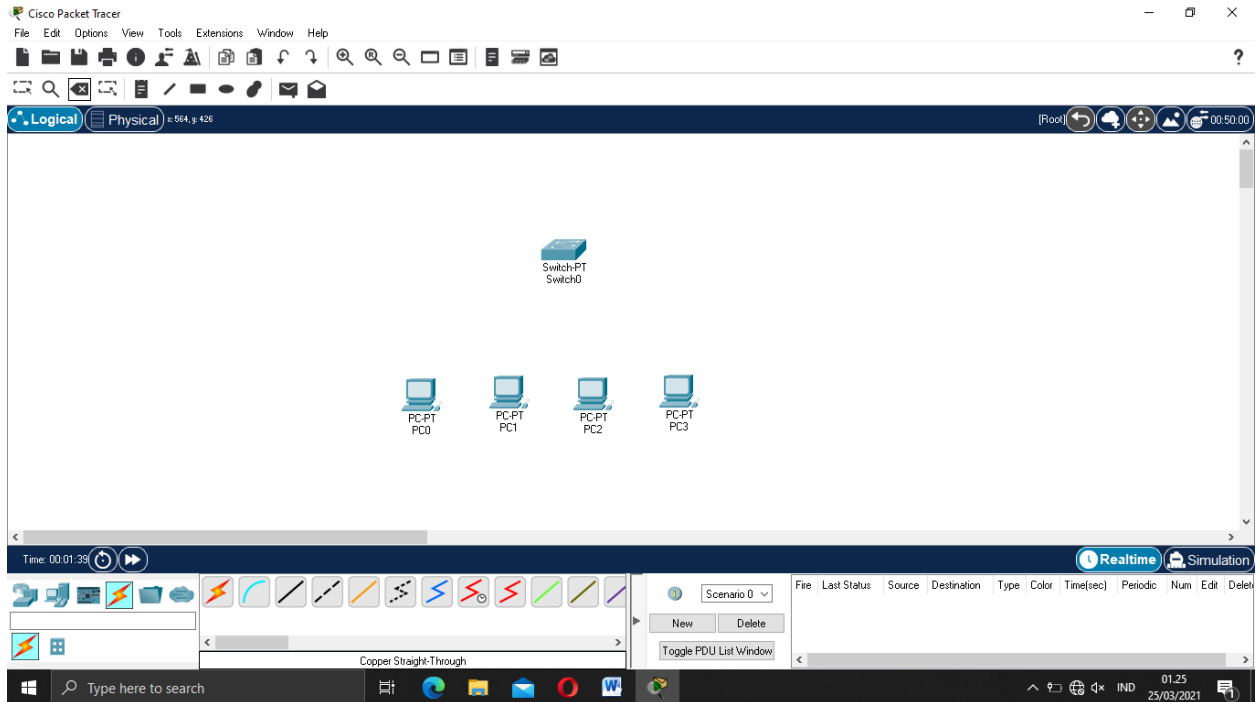 Cisco Packet Tracer
File Edit Options View Tools Extensions Window Help
?
Logical Physical x: 564, y: 426 [Root] 00:50:00
Switch-PT
Switch0
PC-PT
PC0
PC-PT
PC1
PC-PT
PC2
PC-PT
PC3
Time: 00:01:39 Realtime Simulation
Scenario 0
New Delete
Toggle PDU List Window
Fire Last Status Source Destination Type Color Time(sec) Periodic Num Edit Delet
Copper Straight-Through
Type here to search
IND
01.25
25/03/2021